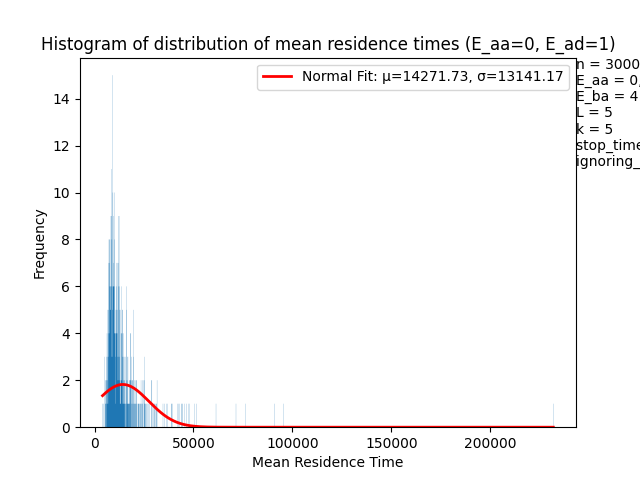 Histogram of distribution of mean residence times (E_aa=0, E_ad=1)
Normal Fit: μ=14271.73, σ=13141.17
n = 3000
E_aa = 0,
E_ba = 4
L = 5
k = 5
stop_time
ignoring_
Frequency
14
12
10
8
6
4
2
0
0 50000 100000 150000 200000
Mean Residence Time